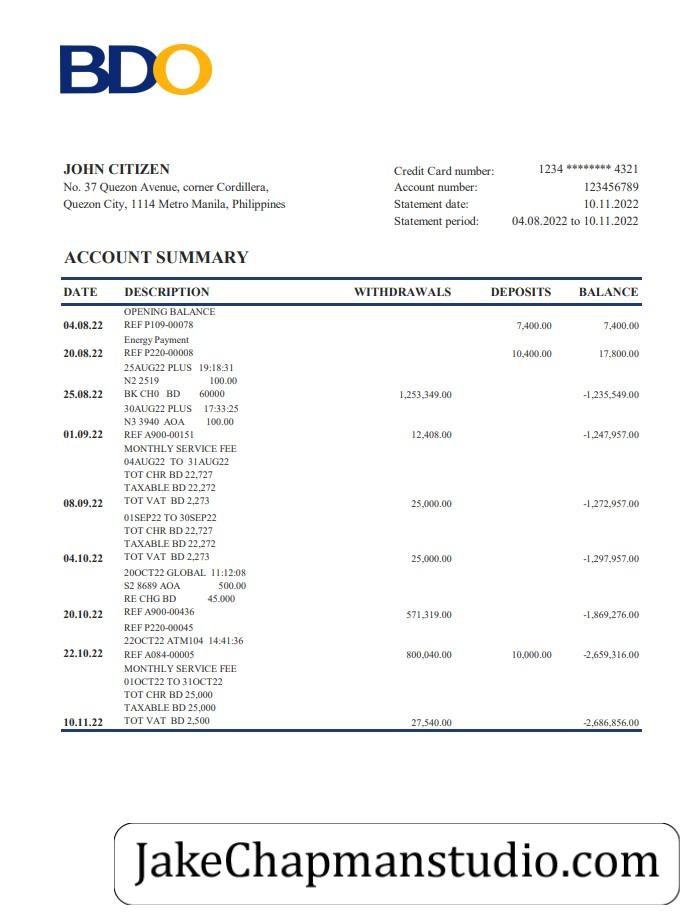 BDO
JOHN CITIZEN
No. 37 Quezon Avenue, corner Cordillera,
Quezon City, 1114 Metro Manila, Philippines
Credit Card number: 1234 ******** 4321
Account number: 123456789
Statement date: 10.11.2022
Statement period: 04.08.2022 to 10.11.2022
ACCOUNT SUMMARY
DATE DESCRIPTION WITHDRAWALS DEPOSITS BALANCE
OPENING BALANCE
04.08.22 REF P109-00078 7,400.00 7,400.00
Energy Payment
20.08.22 REF P220-00008 10,400.00 17,800.00
25AUG22 PLUS 19:18:31
N2 2519 100.00
25.08.22 BK CH0 BD 60000 1,253,349.00 -1,235,549.00
30AUG22 PLUS 17:33:25
N3 3940 AOA 100.00
01.09.22 REF A900-00151 12,408.00 -1,247,957.00
MONTHLY SERVICE FEE
04AUG22 TO 31AUG22
TOT CHR BD 22,727
TAXABLE BD 22,272
08.09.22 TOT VAT BD 2,273 25,000.00 -1,272,957.00
01SEP22 TO 30SEP22
TOT CHR BD 22,727
TAXABLE BD 22,272
04.10.22 TOT VAT BD 2,273 25,000.00 -1,297,957.00
20OCT22 GLOBAL 11:12:08
S2 8689 AOA 500.00
RE CHG BD 45.000
20.10.22 REF A900-00436 571,319.00 -1,869,276.00
REF P220-00045
22OCT22 ATM104 14:41:36
22.10.22 REF A084-00005 800,040.00 10,000.00 -2,659,316.00
MONTHLY SERVICE FEE
01OCT22 TO 31OCT22
TOT CHR BD 25,000
TAXABLE BD 25,000
10.11.22 TOT VAT BD 2,500 27,540.00 -2,686,856.00
JakeChapmanstudio.com